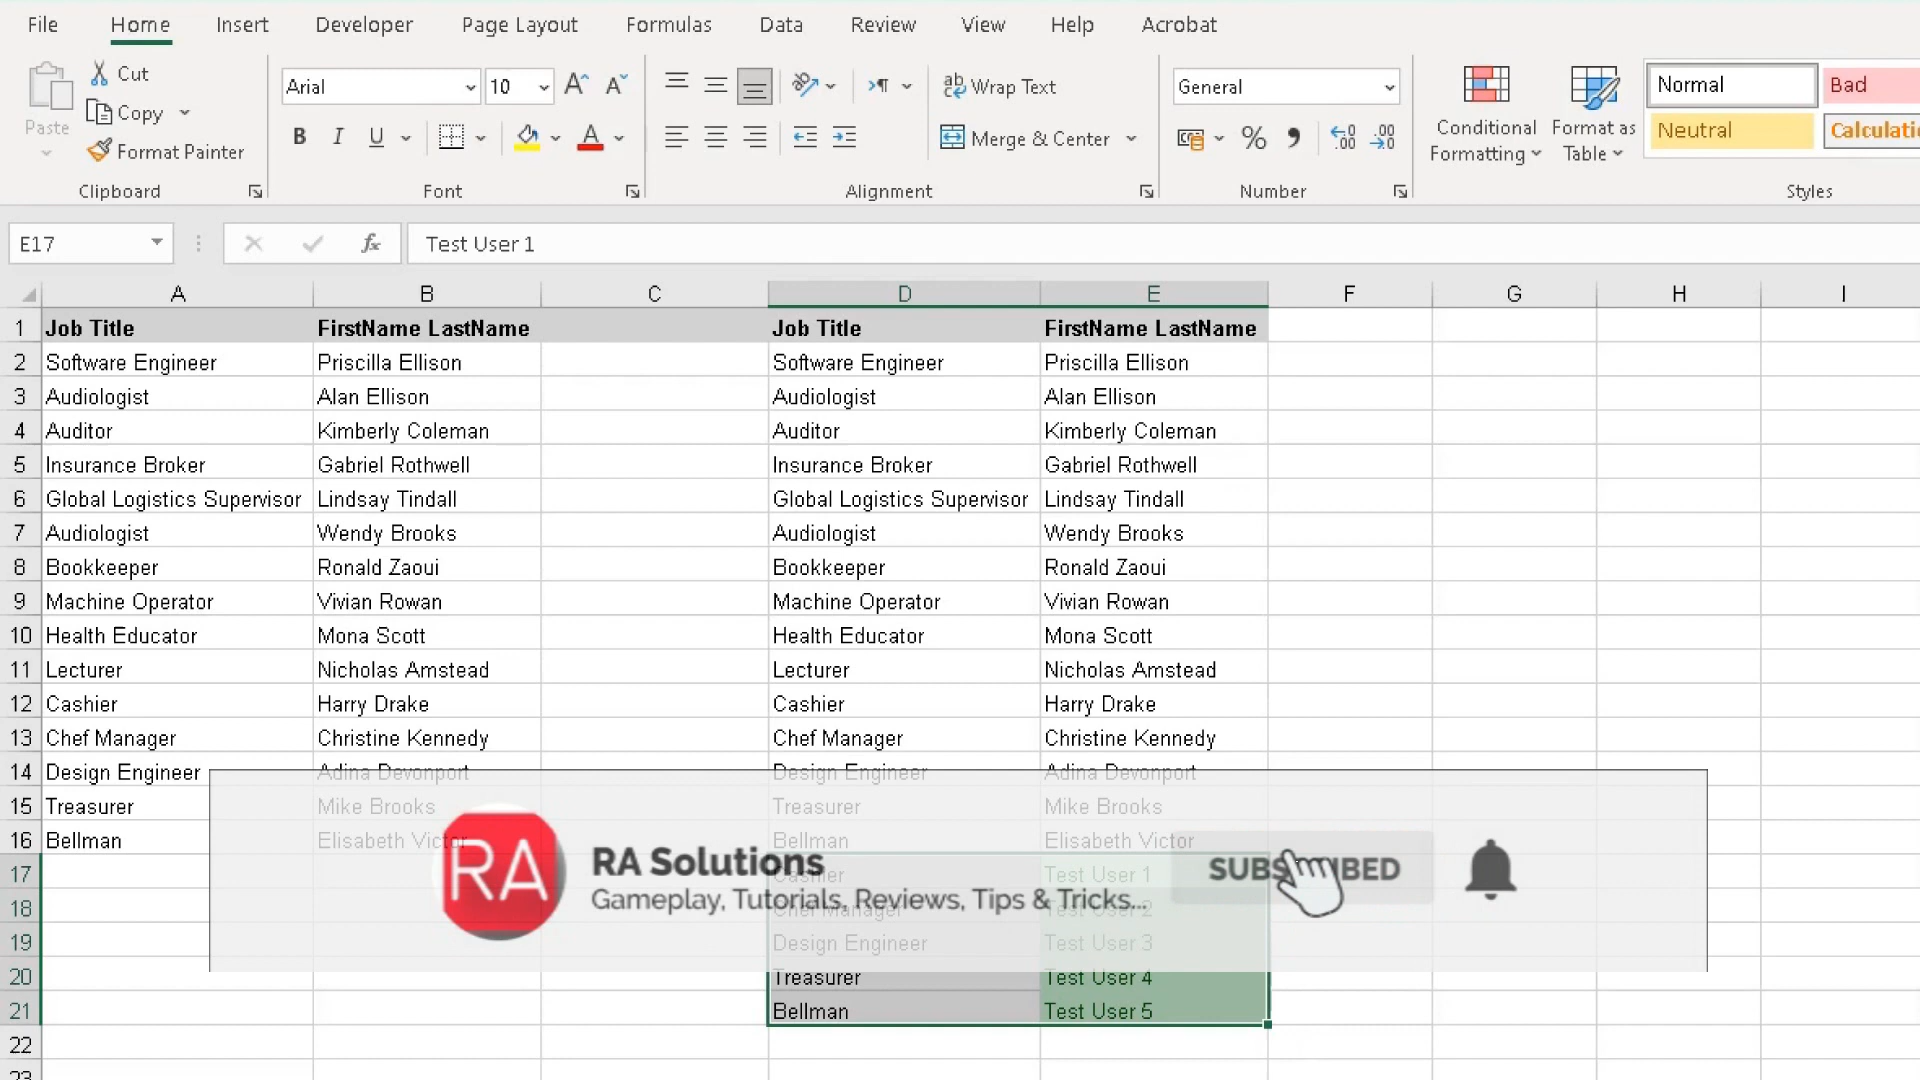 File Home Insert Developer Page Layout Formulas Data Review View Help Acrobat
Paste Cut Copy Format Painter
Clipboard
Arial 10
B I U A
Font
Wrap Text
Merge & Center
Alignment
General
%
Number
Conditional Formatting
Format as Table
Normal Bad
Neutral Calculati
Styles
E17 fx Test User 1
A B C D E F G H I
1 Job Title FirstName LastName Job Title FirstName LastName
2 Software Engineer Priscilla Ellison Software Engineer Priscilla Ellison
3 Audiologist Alan Ellison Audiologist Alan Ellison
4 Auditor Kimberly Coleman Auditor Kimberly Coleman
5 Insurance Broker Gabriel Rothwell Insurance Broker Gabriel Rothwell
6 Global Logistics Supervisor Lindsay Tindall Global Logistics Supervisor Lindsay Tindall
7 Audiologist Wendy Brooks Audiologist Wendy Brooks
8 Bookkeeper Ronald Zaoui Bookkeeper Ronald Zaoui
9 Machine Operator Vivian Rowan Machine Operator Vivian Rowan
10 Health Educator Mona Scott Health Educator Mona Scott
11 Lecturer Nicholas Amstead Lecturer Nicholas Amstead
12 Cashier Harry Drake Cashier Harry Drake
13 Chef Manager Christine Kennedy Chef Manager Christine Kennedy
14 Design Engineer Adina Devonport Design Engineer Adina Devonport
15 Treasurer Mike Brooks Treasurer Mike Brooks
16 Bellman Elisabeth Victor Bellman Elisabeth Victor
17 Cashier Test User 1
18 Chef Manager Test User 2
19 Design Engineer Test User 3
20 Treasurer Test User 4
21 Bellman Test User 5
22
23
RA
RA Solutions
Gameplay, Tutorials, Reviews, Tips & Tricks...
SUBSCRIBED